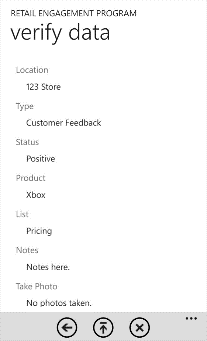 RETAIL ENGAGEMENT PROGRAM
verify data
Location
123 Store
Type
Customer Feedback
Status
Positive
Product
Xbox
List
Pricing
Notes
Notes here.
Take Photo
No photos taken.